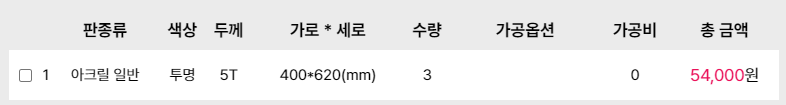 판종류 색상 두께 가로 * 세로 수량 가공옵션 가공비 총 금액
1 아크릴 일반 투명 5T 400*620(mm) 3 0 54,000원